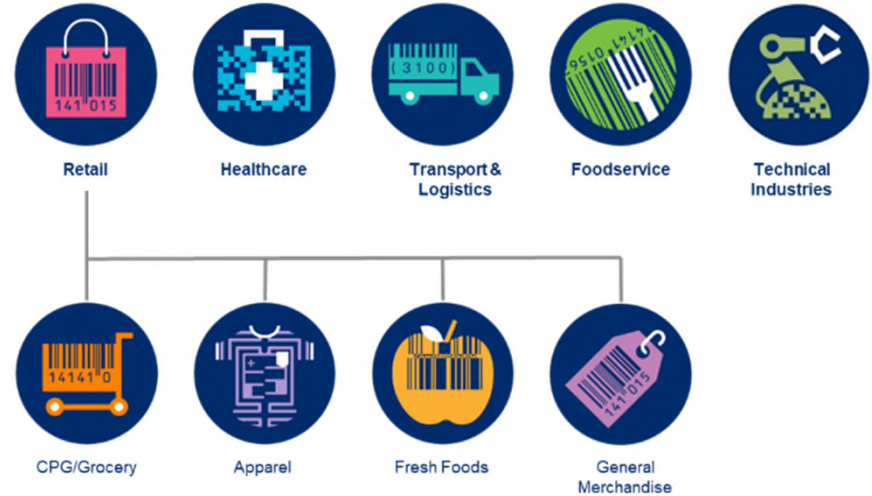 141 015
(3100)
0156 4141
Retail
Healthcare
Transport &
Logistics
Foodservice
Technical
Industries
14141 0
141 015
CPG/Grocery
Apparel
Fresh Foods
General
Merchandise